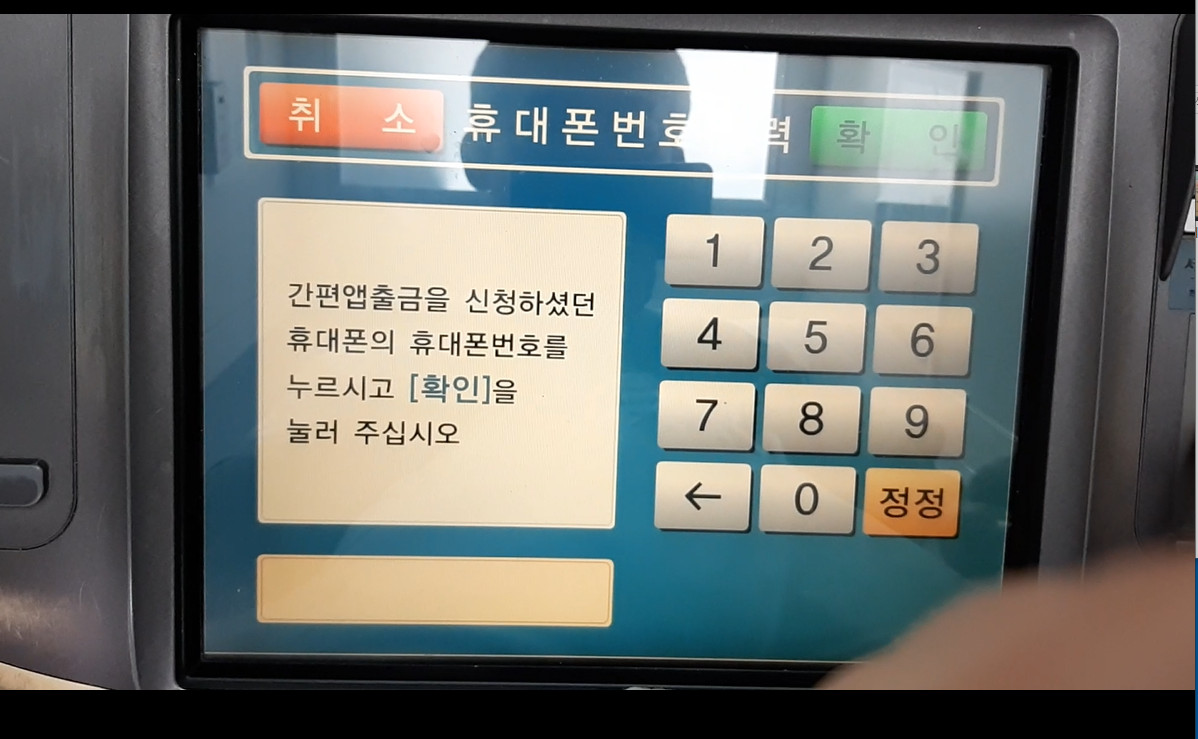 취 소
휴대폰번호 력
확 인
간편앱출금을 신청하셨던
휴대폰의 휴대폰번호를
누르시고 [확인]을
눌러 주십시오
1 2 3
4 5 6
7 8 9
← 0 정정